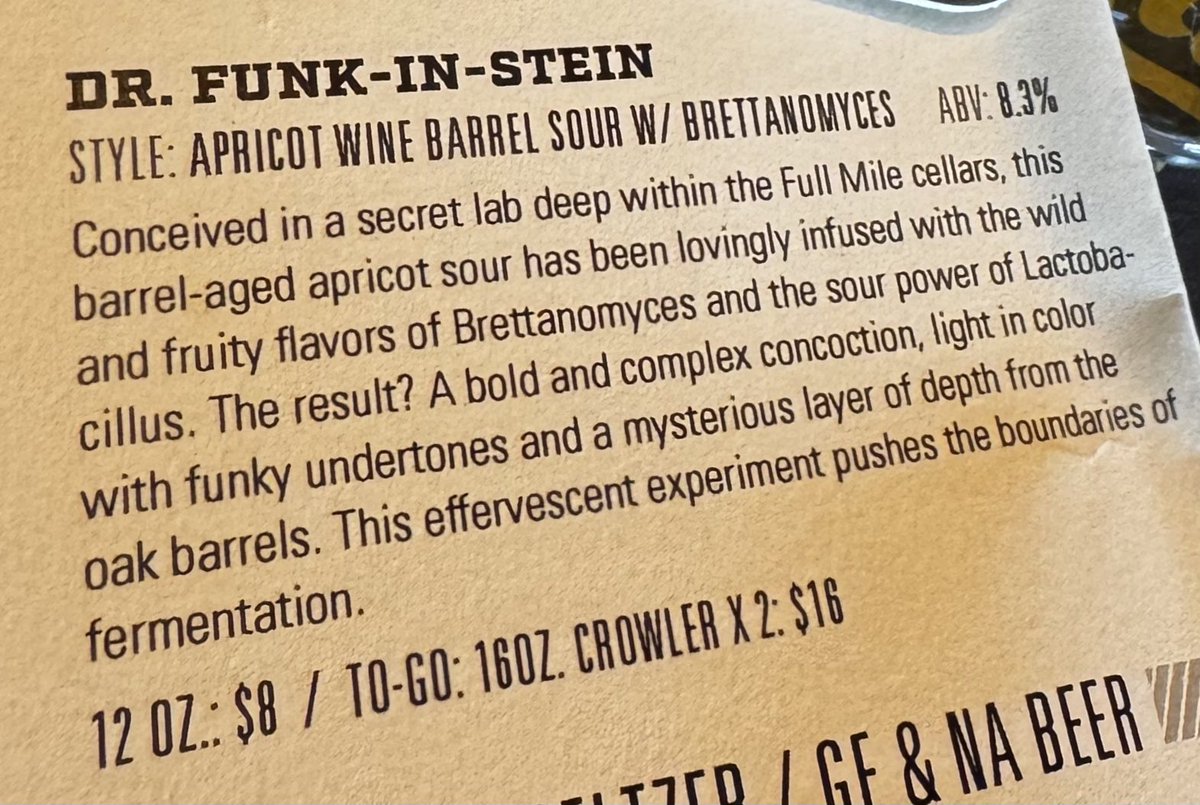 DR. FUNK-IN-STEIN
STYLE: APRICOT WINE BARREL SOUR W/ BRETTANOMYCES ABV: 8.3%
Conceived in a secret lab deep within the Full Mile cellars, this
barrel-aged apricot sour has been lovingly infused with the wild
and fruity flavors of Brettanomyces and the sour power of Lactoba-
cillus. The result? A bold and complex concoction, light in color
with funky undertones and a mysterious layer of depth from the
oak barrels. This effervescent experiment pushes the boundaries of
fermentation.
12 OZ.: $8 / TO-GO: 16OZ. CROWLER X 2: $16
/ GF & NA BEER